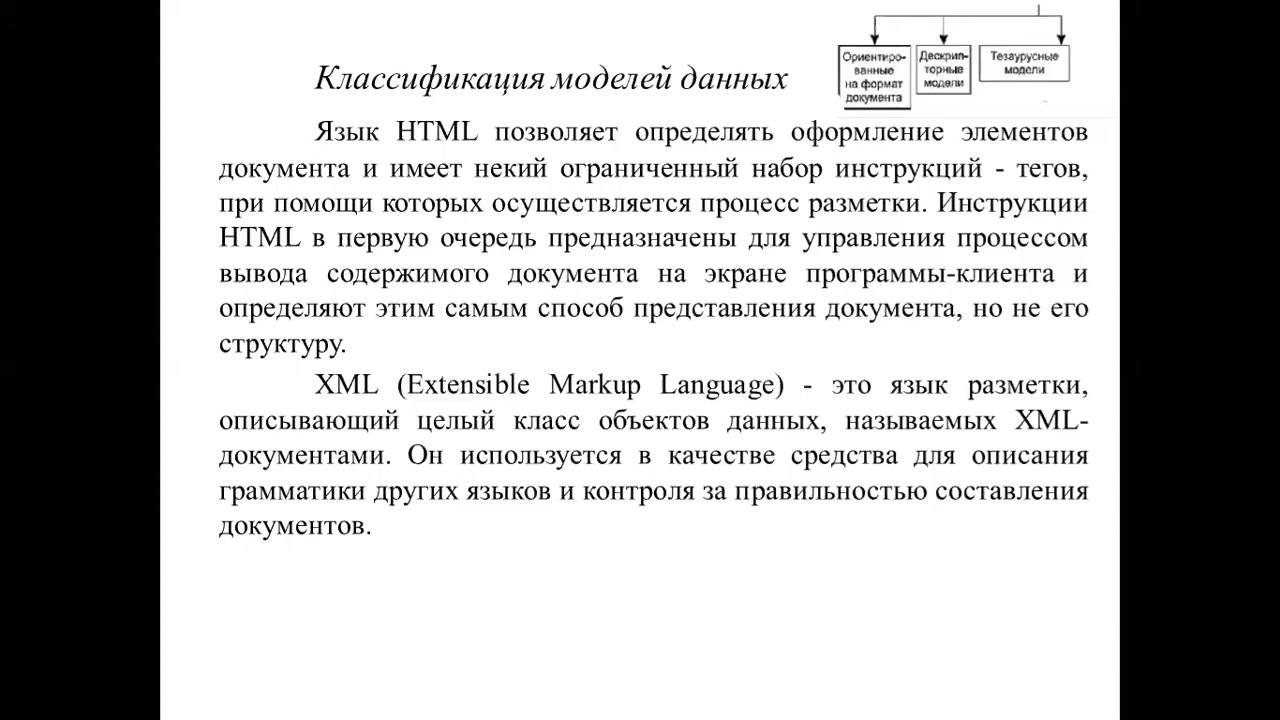 Классификация моделей данных
Ориентиро-
ванные
на формат
документа
Дескрип-
торные
модели
Тезаурусные
модели
Язык HTML позволяет определять оформление элементов
документа и имеет некий ограниченный набор инструкций - тегов,
при помощи которых осуществляется процесс разметки. Инструкции
HTML в первую очередь предназначены для управления процессом
вывода содержимого документа на экране программы-клиента и
определяют этим самым способ представления документа, но не его
структуру.
XML (Extensible Markup Language) - это язык разметки,
описывающий целый класс объектов данных, называемых XML-
документами. Он используется в качестве средства для описания
грамматики других языков и контроля за правильностью составления
документов.